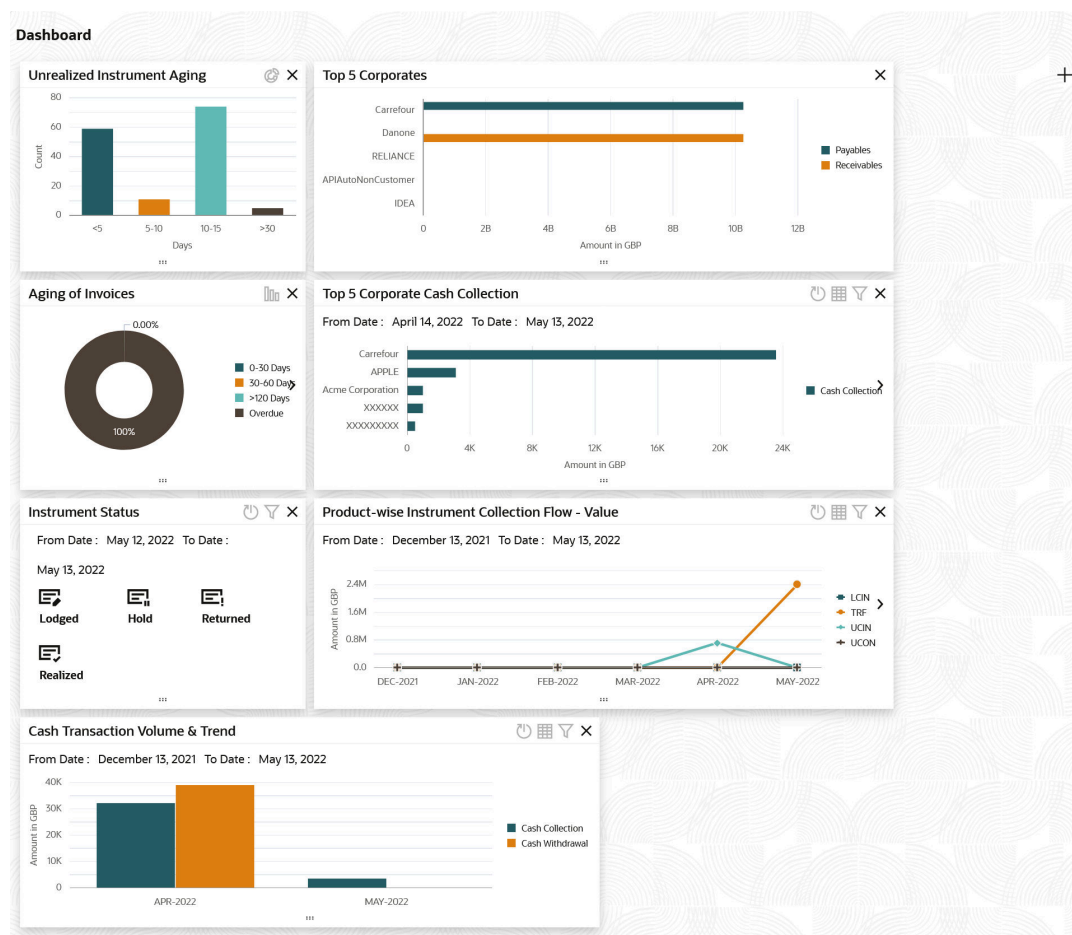 Dashboard
Unrealized Instrument Aging
80
60
40
20
0
Count
<5 5-10 10-15 >30
Days
Top 5 Corporates
Carrefour
Danone
RELIANCE
APIAutoNonCustomer
IDEA
0 2B 4B 6B 8B 10B 12B
Amount in GBP
Payables
Receivables
Aging of Invoices
0.00%
100%
0-30 Days
30-60 Days
>120 Days
Overdue
Top 5 Corporate Cash Collection
From Date : April 14, 2022 To Date : May 13, 2022
Carrefour
APPLE
Acme Corporation
XXXXXX
XXXXXXXXX
0 4K 8K 12K 16K 20K 24K
Amount in GBP
Cash Collection
Instrument Status
From Date : May 12, 2022 To Date :
May 13, 2022
Lodged Hold Returned
Realized
Product-wise Instrument Collection Flow - Value
From Date : December 13, 2021 To Date : May 13, 2022
2.4M
1.6M
0.8M
0.0
Amount in GBP
DEC-2021 JAN-2022 FEB-2022 MAR-2022 APR-2022 MAY-2022
LCIN
TRF
UCIN
UCON
Cash Transaction Volume & Trend
From Date : December 13, 2021 To Date : May 13, 2022
40K
30K
20K
10K
0
Amount in GBP
APR-2022 MAY-2022
Cash Collection
Cash Withdrawal